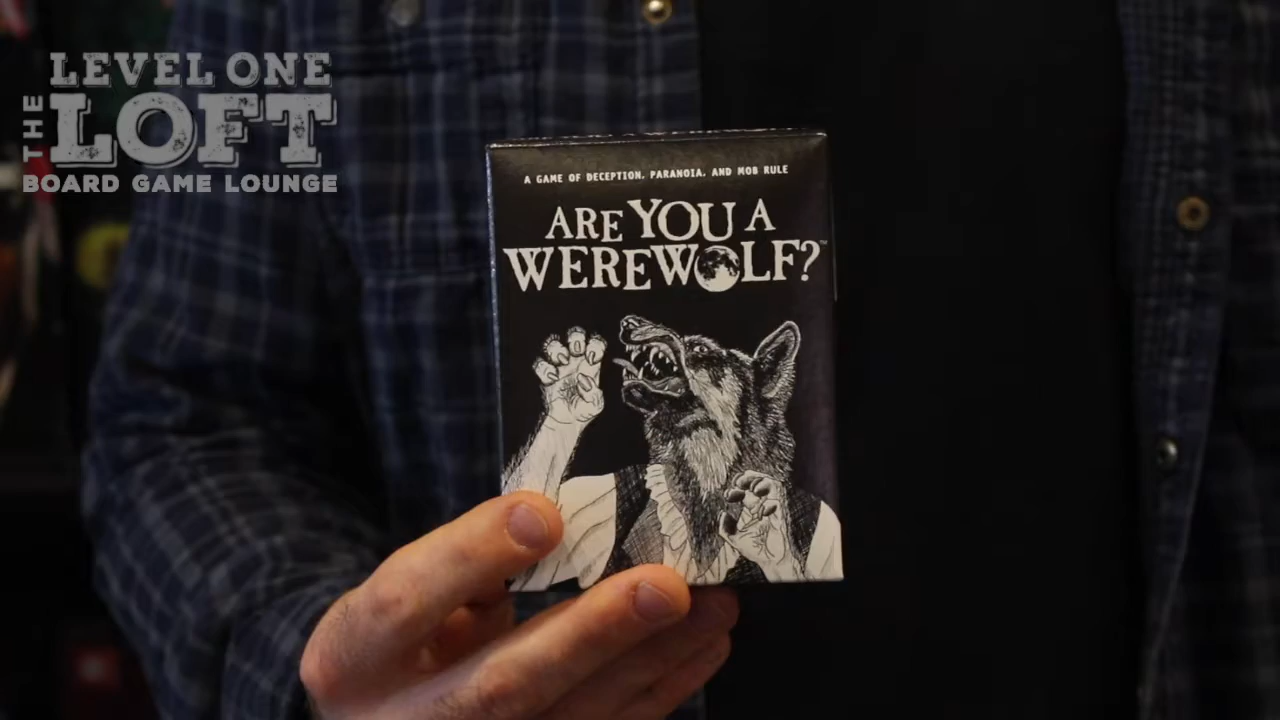 LEVEL ONE
THE LOFT
BOARD GAME LOUNGE
A GAME OF DECEPTION, PARANOIA, AND MOB RULE
ARE YOU A
WEREWOLF?™